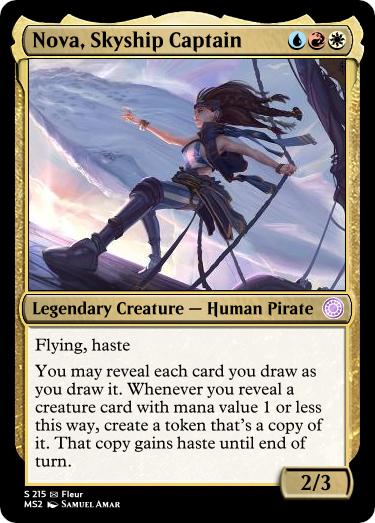 Nova, Skyship Captain
Legendary Creature — Human Pirate
Flying, haste
You may reveal each card you draw as
you draw it. Whenever you reveal a
creature card with mana value 1 or less
this way, create a token that's a copy of
it. That copy gains haste until end of
turn.
2/3
S 215 Fleur
MS2 Samuel Amar